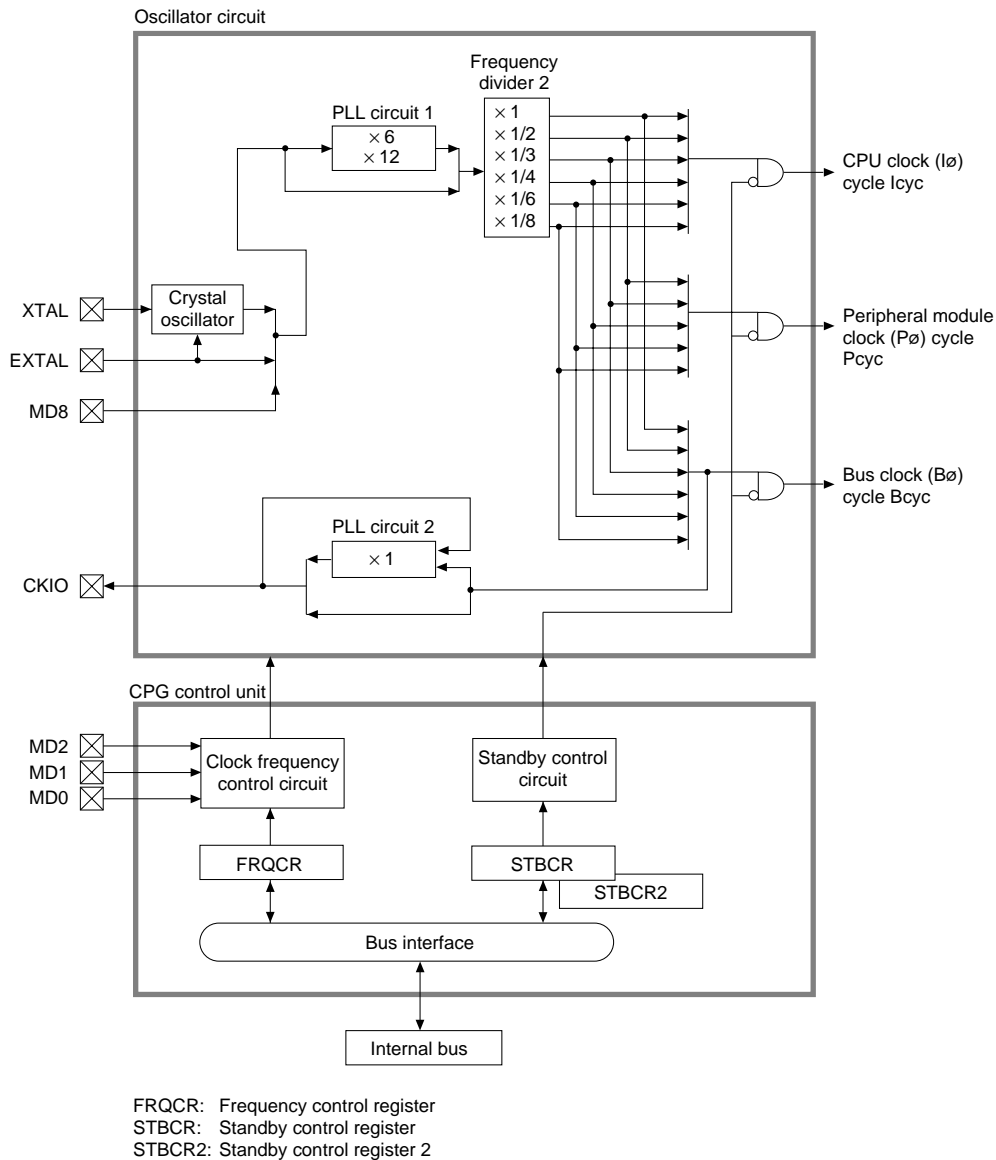 Oscillator circuit
Frequency
divider 2
PLL circuit 1
× 6
× 12
× 1
× 1/2
× 1/3
× 1/4
× 1/6
× 1/8
CPU clock (Iø)
cycle Icyc
XTAL
Crystal
oscillator
EXTAL
MD8
Peripheral module
clock (Pø) cycle
Pcyc
Bus clock (Bø)
cycle Bcyc
PLL circuit 2
× 1
CKIO
CPG control unit
MD2
MD1
MD0
Clock frequency
control circuit
Standby control
circuit
FRQCR
STBCR
STBCR2
Bus interface
Internal bus
FRQCR: Frequency control register
STBCR: Standby control register
STBCR2: Standby control register 2